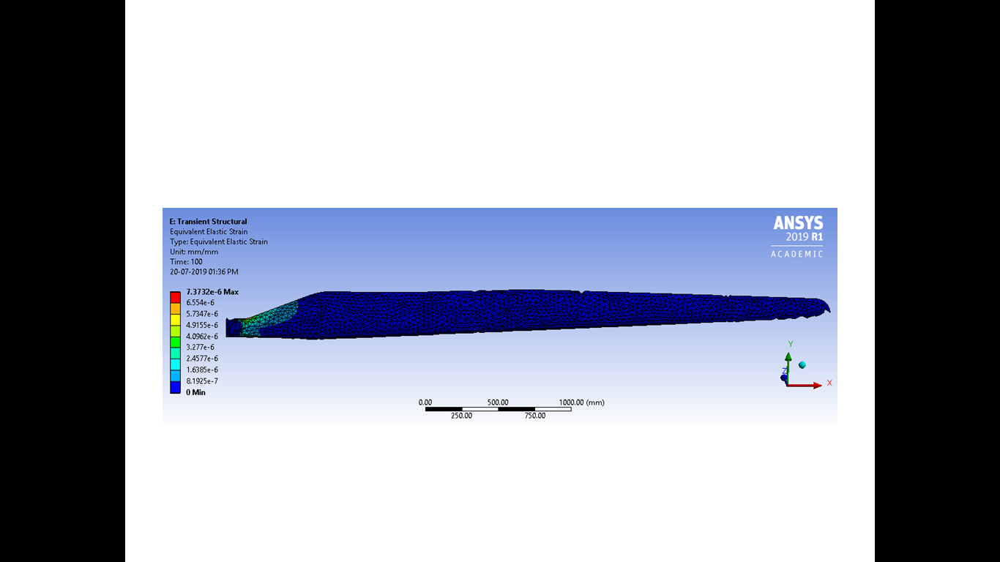 E: Transient Structural
Equivalent Elastic Strain
Type: Equivalent Elastic Strain
Unit: mm/mm
Time: 100
20-07-2019 01:36 PM
ANSYS
2019 R1
ACADEMIC
7.3732e-6 Max
6.554e-6
5.7347e-6
4.9155e-6
4.0962e-6
3.277e-6
2.4577e-6
1.6385e-6
8.1925e-7
0 Min
Y
Z
X
0.00 500.00 1000.00 (mm)
250.00 750.00